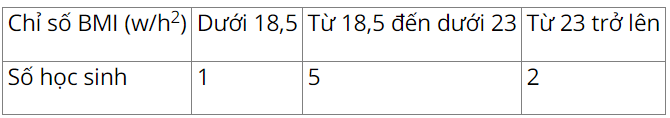 Chỉ số BMI (w/h²) Dưới 18,5 Từ 18,5 đến dưới 23 Từ 23 trở lên
Số học sinh 1 5 2